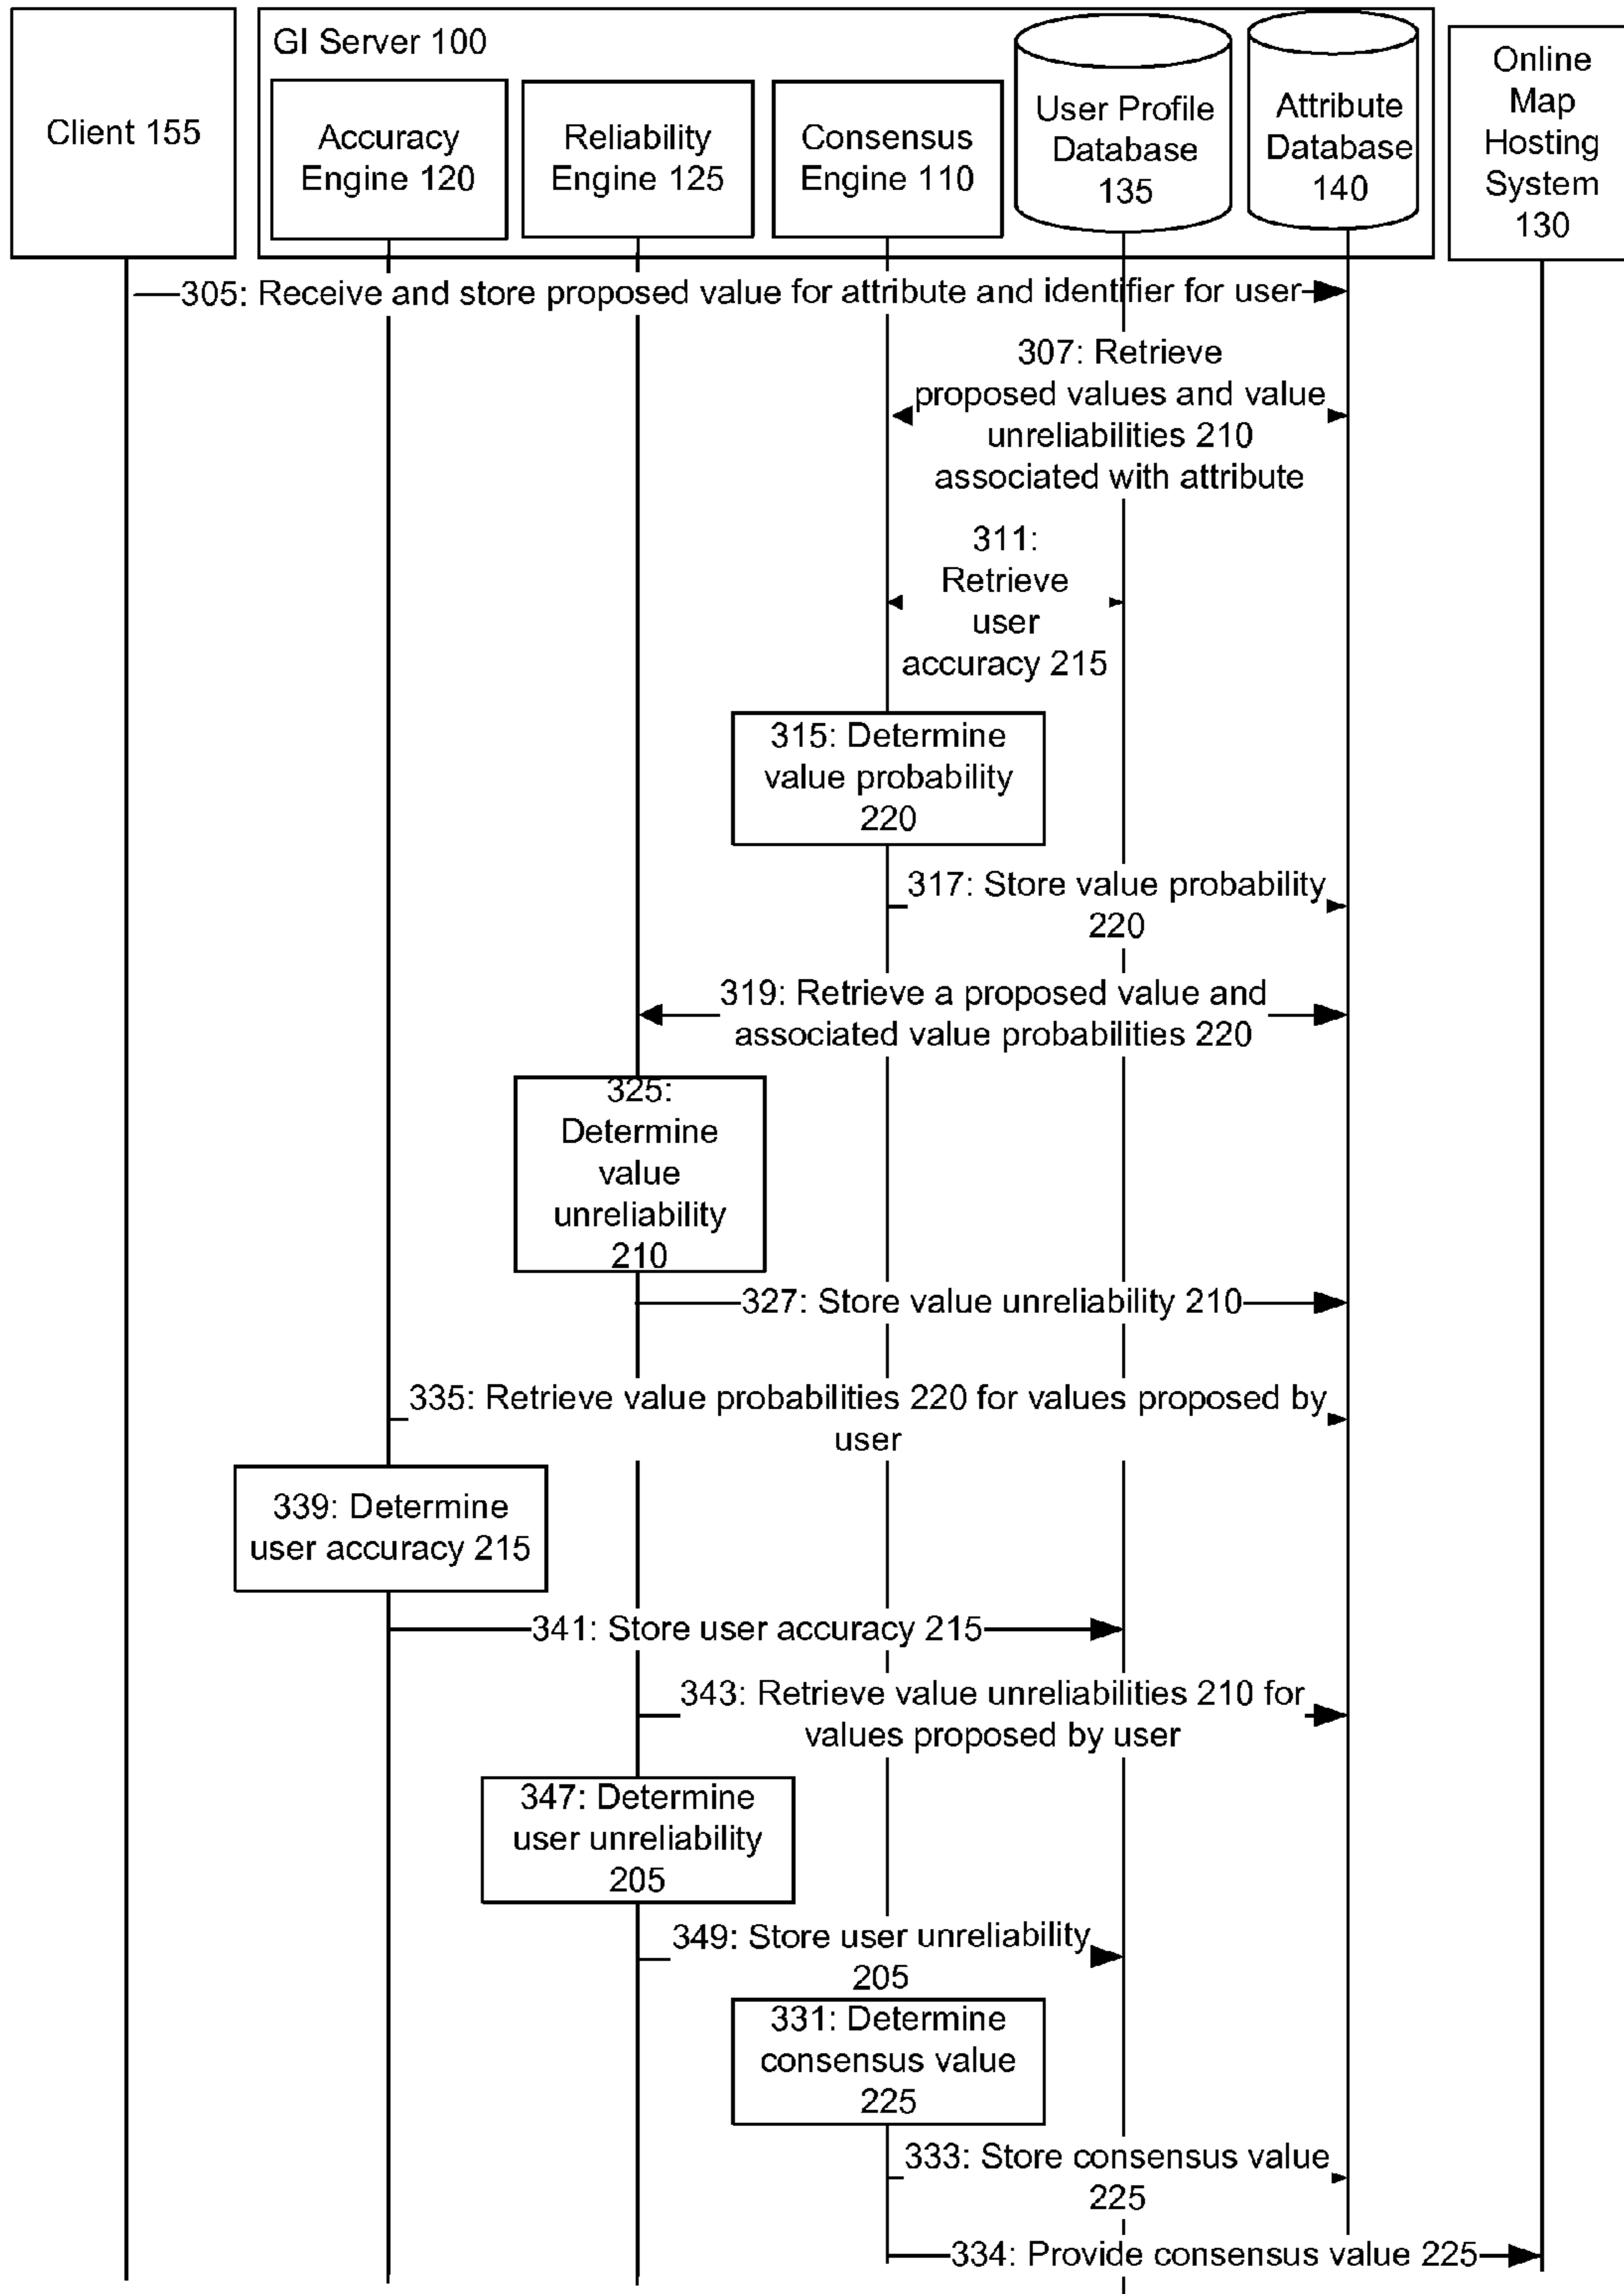 Client 155
GI Server 100
Accuracy
Engine 120
Reliability
Engine 125
Consensus
Engine 110
User Profile
Database
135
Attribute
Database
140
Online
Map
Hosting
System
130
305: Receive and store proposed value for attribute and identifier for user
307: Retrieve
proposed values and value
unreliabilities 210
associated with attribute
311:
Retrieve
user
accuracy 215
315: Determine
value probability
220
317: Store value probability
220
319: Retrieve a proposed value and
associated value probabilities 220
325:
Determine
value
unreliability
210
327: Store value unreliability 210
335: Retrieve value probabilities 220 for values proposed by
user
339: Determine
user accuracy 215
341: Store user accuracy 215
343: Retrieve value unreliabilities 210 for
values proposed by user
347: Determine
user unreliability
205
349: Store user unreliability
205
331: Determine
consensus value
225
333: Store consensus value
225
334: Provide consensus value 225